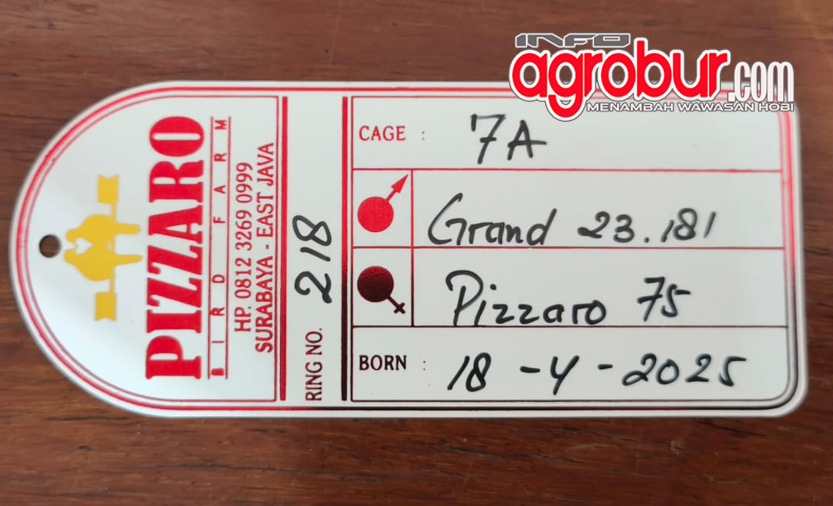 INFO
agrobur.com
MENAMBAH WAWASAN HOBI
PIZZARO
BIRD FARM
HP. 0812 3269 0999
SURABAYA - EAST JAVA
RING NO. 218
CAGE : 7A
Grand 23.181
Pizzaro 75
BORN : 18 - 4 - 2025